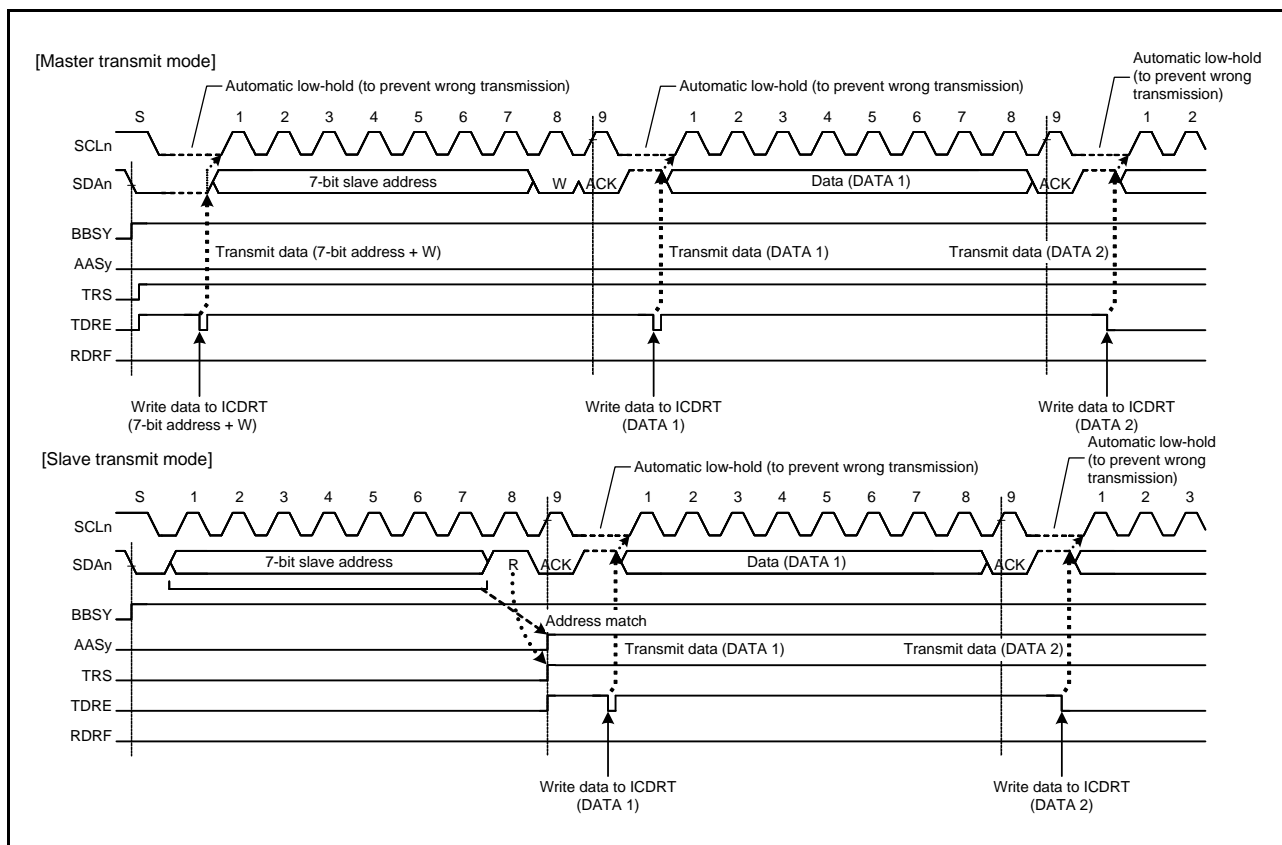 [Master transmit mode]
Automatic low-hold (to prevent wrong transmission)
Automatic low-hold (to prevent wrong transmission)
Automatic low-hold
(to prevent wrong
transmission)
S 1 2 3 4 5 6 7 8 9 1 2 3 4 5 6 7 8 9 1 2
SCLn
SDAn 7-bit slave address W ACK Data (DATA 1) ACK
BBSY
Transmit data (7-bit address + W) Transmit data (DATA 1) Transmit data (DATA 2)
AASy
TRS
TDRE
RDRF
Write data to ICDRT
(7-bit address + W)
Write data to ICDRT
(DATA 1)
Write data to ICDRT
(DATA 2)
[Slave transmit mode]
Automatic low-hold (to prevent wrong transmission)
Automatic low-hold
(to prevent wrong
transmission)
S 1 2 3 4 5 6 7 8 9 1 2 3 4 5 6 7 8 9 1 2 3
SCLn
SDAn 7-bit slave address R ACK Data (DATA 1) ACK
BBSY
Address match
AASy
Transmit data (DATA 1) Transmit data (DATA 2)
TRS
TDRE
RDRF
Write data to ICDRT
(DATA 1)
Write data to ICDRT
(DATA 2)